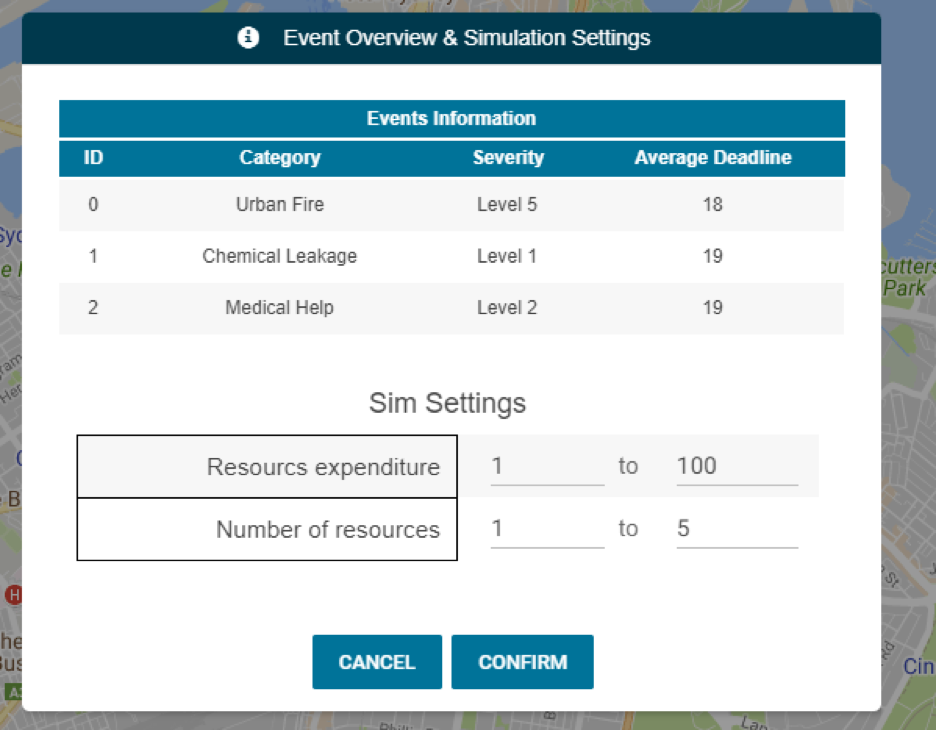 Event Overview & Simulation Settings
Events Information
ID Category Severity Average Deadline
0 Urban Fire Level 5 18
1 Chemical Leakage Level 1 19
2 Medical Help Level 2 19
Sim Settings
Resourcs expenditure 1 to 100
Number of resources 1 to 5
CANCEL CONFIRM
cutters
Park
H
St
Rd
Cin